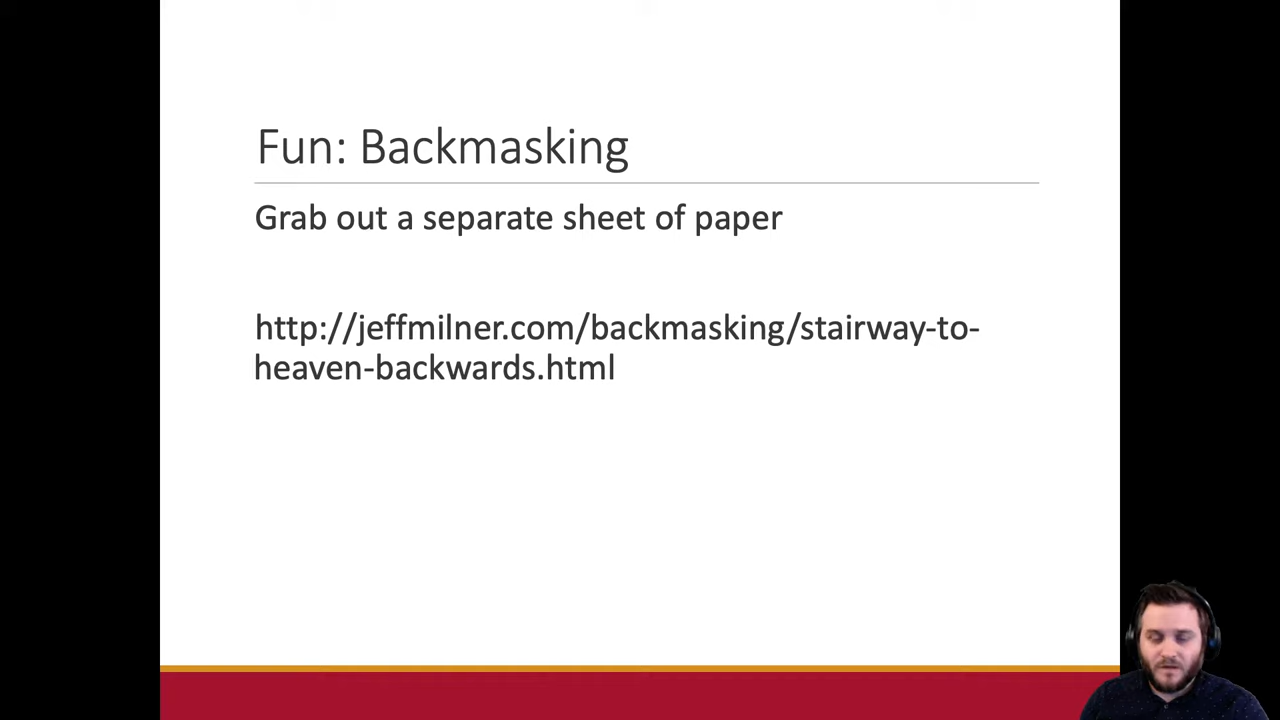 Fun: Backmasking
Grab out a separate sheet of paper
http://jeffmilner.com/backmasking/stairway-to-
heaven-backwards.html